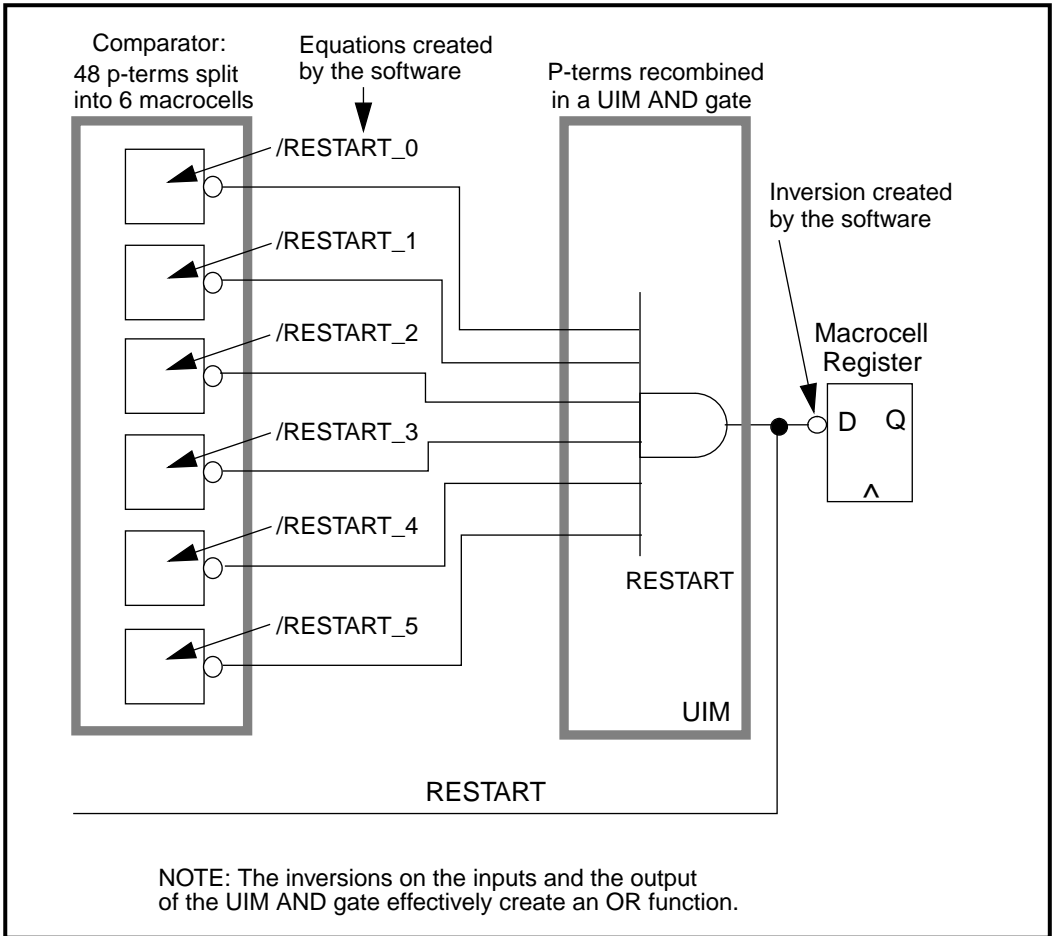 Comparator:
48 p-terms split
into 6 macrocells
Equations created
by the software
P-terms recombined
in a UIM AND gate
/RESTART_0
/RESTART_1
/RESTART_2
/RESTART_3
/RESTART_4
/RESTART_5
Inversion created
by the software
Macrocell
Register
D Q
^
RESTART
UIM
RESTART
NOTE: The inversions on the inputs and the output
of the UIM AND gate effectively create an OR function.